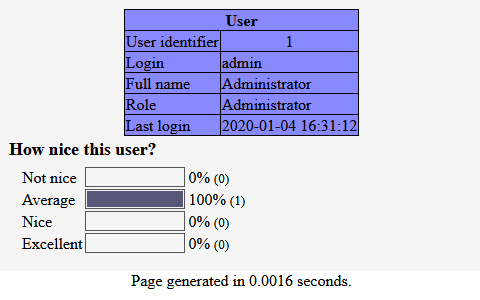 User
User identifier 1
Login admin
Full name Administrator
Role Administrator
Last login 2020-01-04 16:31:12
How nice this user?
Not nice 0% (0)
Average 100% (1)
Nice 0% (0)
Excellent 0% (0)
Page generated in 0.0016 seconds.